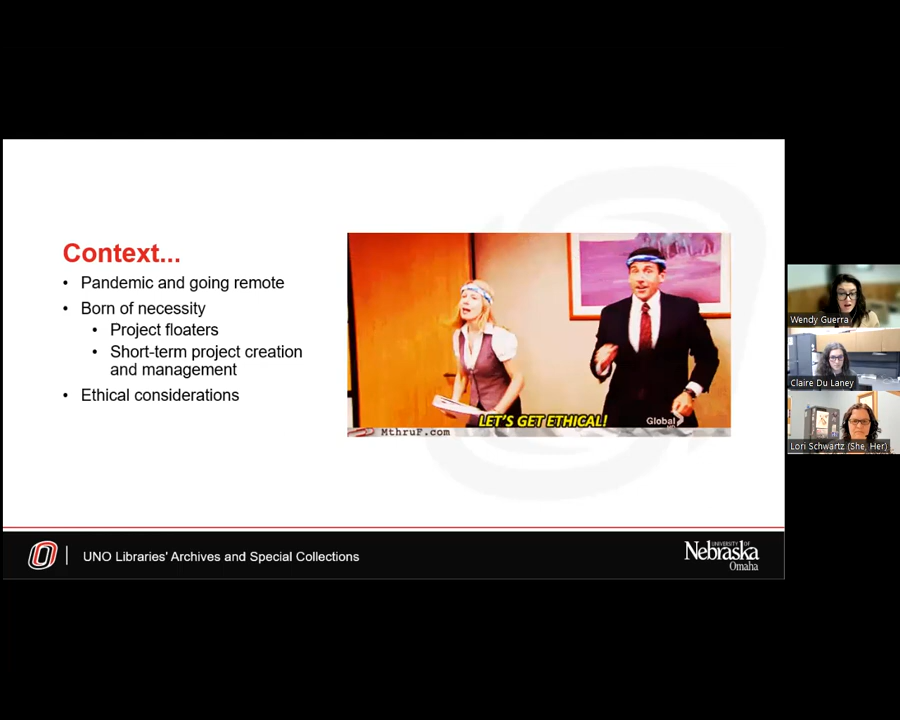 Context...
• Pandemic and going remote
• Born of necessity
• Project floaters
• Short-term project creation
and management
• Ethical considerations
LET'S GET ETHICAL!
Global
MthruF.com
Wendy Guerra
Claire Du Laney
Lori Schwartz (She, Her)
UNO Libraries' Archives and Special Collections
UNIVERSITY OF
Nebraska
Omaha